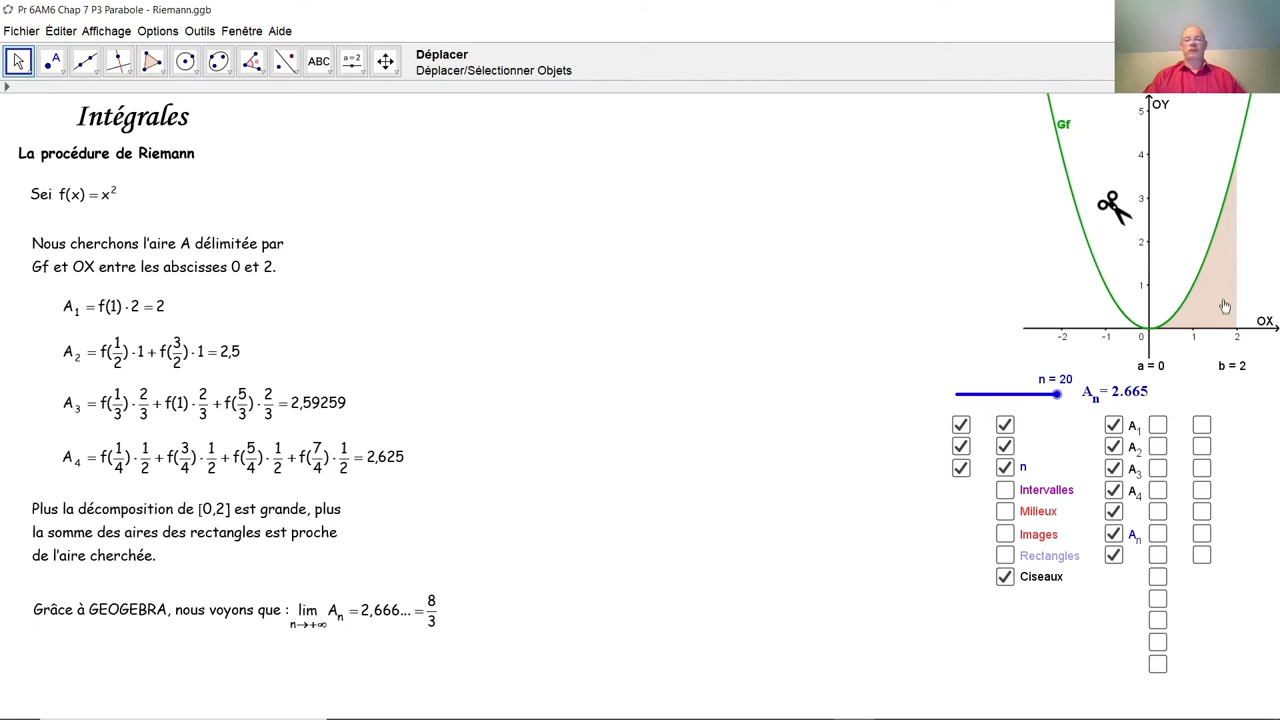 Pr 6AM6 Chap 7 P3 Parabole - Riemann.ggb
Fichier Éditer Affichage Options Outils Fenêtre Aide
A ABC a=2
Déplacer
Déplacer/Sélectionner Objets
Intégrales
La procédure de Riemann
Sei f(x) = x²
Nous cherchons l'aire A délimitée par
Gf et OX entre les abscisses 0 et 2.
A₁ = f(1) · 2 = 2
A₂ = f(1/2) · 1 + f(3/2) · 1 = 2,5
A₃ = f(1/3) · 2/3 + f(1) · 2/3 + f(5/3) · 2/3 = 2,59259
A₄ = f(1/4) · 1/2 + f(3/4) · 1/2 + f(5/4) · 1/2 + f(7/4) · 1/2 = 2,625
Plus la décomposition de [0,2] est grande, plus
la somme des aires des rectangles est proche
de l'aire cherchée.
Grâce à GEOGEBRA, nous voyons que : lim n→+∞ Aₙ = 2,666... = 8/3
OY
5
Gf
4
3
2
1
OX
-2 -1 0 1 2
a = 0 b = 2
n = 20 Aₙ = 2.665
A₁
A₂
n A₃
Intervalles A₄
Milieux
Images Aₙ
Rectangles
Ciseaux